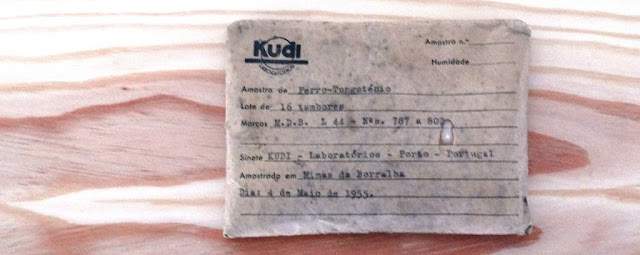 Kudi
LABORATÓRIOS
Amostra n.º
Humidade
Amostra de Ferro-Tungsténio
Lote de 16 tambores
Marcas M.D.B. L 44 - Nºs. 787 a 802
Sinete KUDI - Laboratórios - Porto - Portugal
Amostrado em Minas da Borralha
Dia: 4 de Maio de 1955.